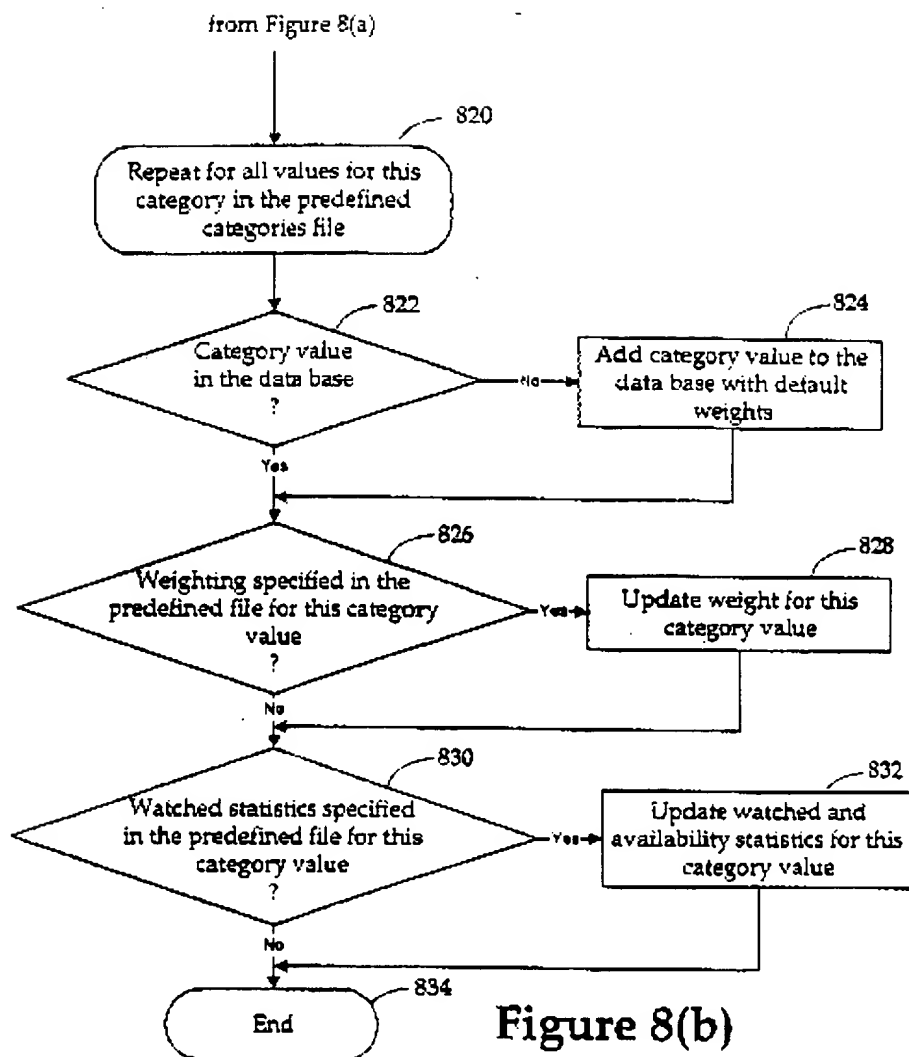 from Figure 8(a)
820
Repeat for all values for this
category in the predefined
categories file
822
Category value
in the data base
?
No
824
Add category value to the
data base with default
weights
Yes
826
Weighting specified in the
predefined file for this category
value
?
Yes
828
Update weight for this
category value
No
830
Watched statistics specified
in the predefined file for this
category value
?
Yes
832
Update watched and
availability statistics for this
category value
No
834
End
Figure 8(b)